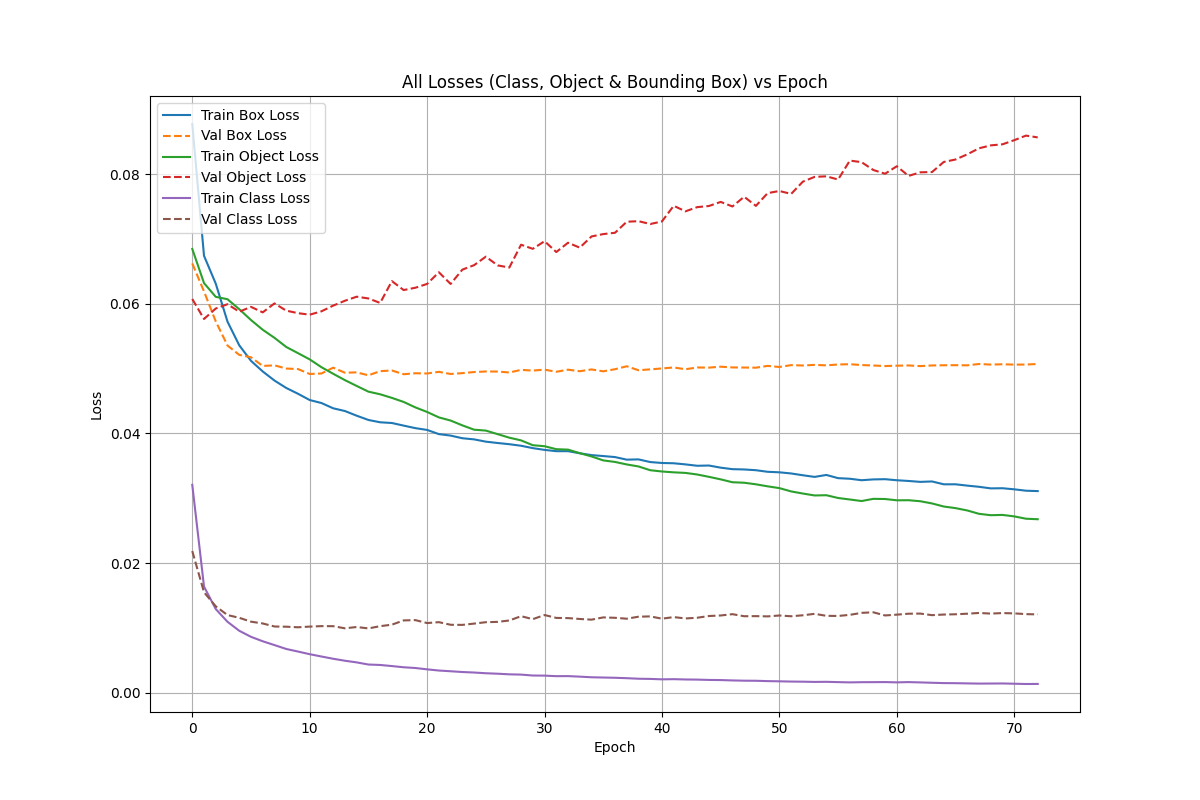 All Losses (Class, Object & Bounding Box) vs Epoch
Train Box Loss
Val Box Loss
Train Object Loss
Val Object Loss
Train Class Loss
Val Class Loss
0.08
0.06
0.04
0.02
0.00
Loss
0 10 20 30 40 50 60 70
Epoch